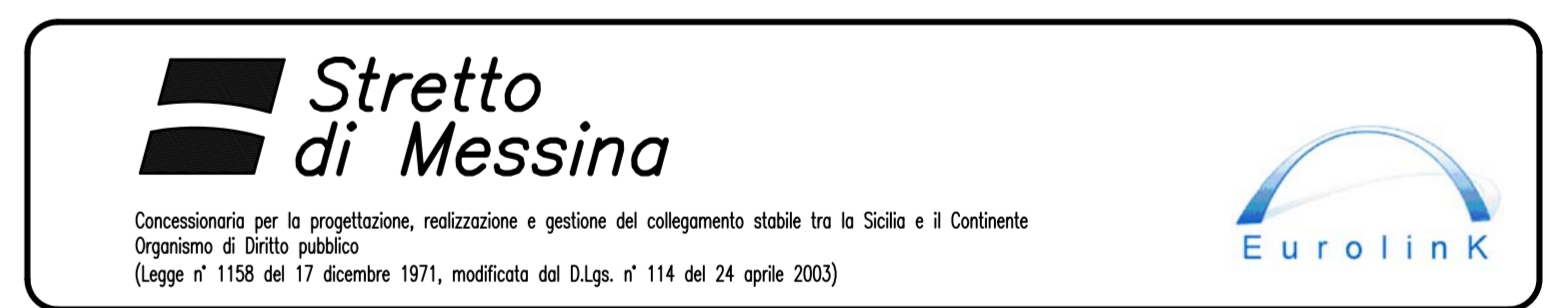 Stretto
di Messina
Concessionaria per la progettazione, realizzazione e gestione del collegamento stabile tra la Sicilia e il Continente
Organismo di Diritto pubblico
(Legge n° 1158 del 17 dicembre 1971, modificata dal D.Lgs. n° 114 del 24 aprile 2003)
EurolinK